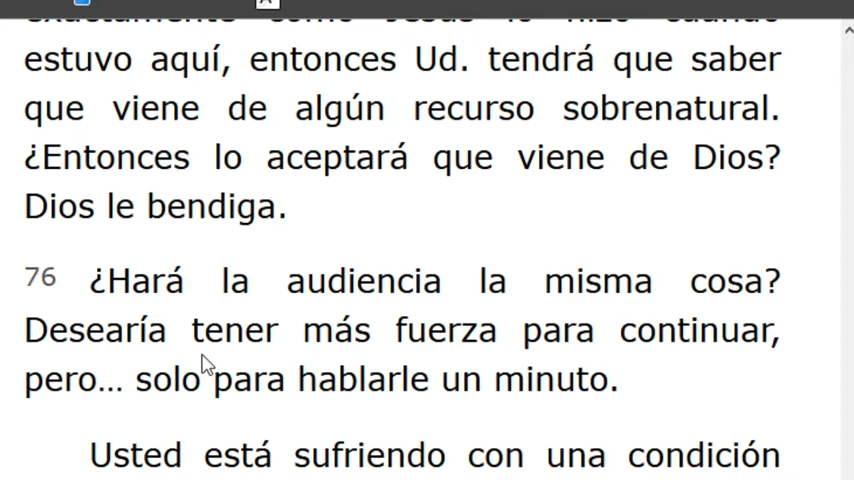 estuvo aquí, entonces Ud. tendrá que saber
que viene de algún recurso sobrenatural.
¿Entonces lo aceptará que viene de Dios?
Dios le bendiga.
76 ¿Hará la audiencia la misma cosa?
Desearía tener más fuerza para continuar,
pero... solo para hablarle un minuto.
Usted está sufriendo con una condición